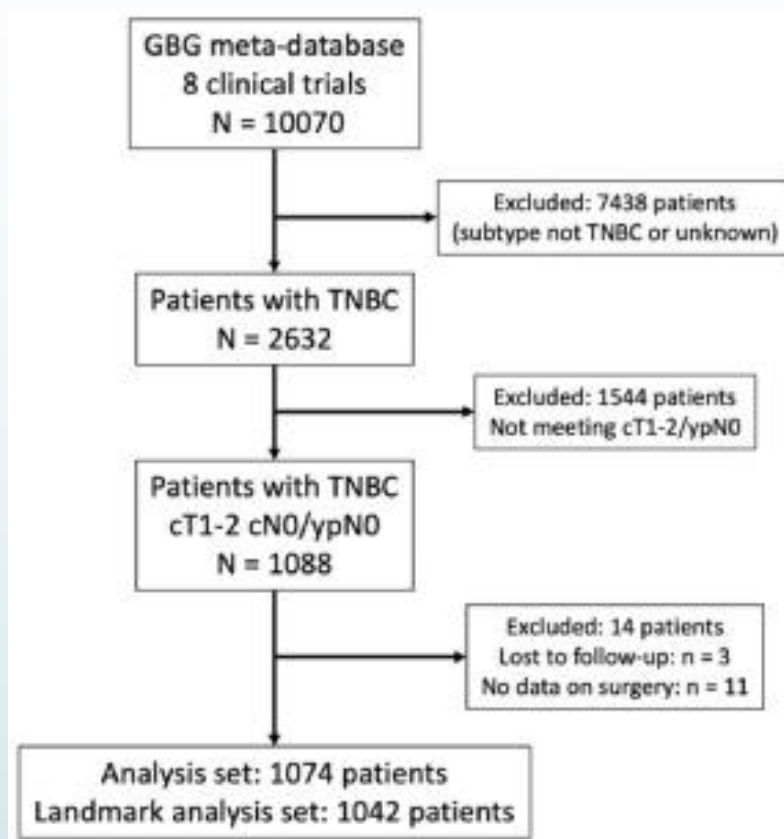 GBG meta-database
8 clinical trials
N = 10070
Excluded: 7438 patients
(subtype not TNBC or unknown)
Patients with TNBC
N = 2632
Excluded: 1544 patients
Not meeting cT1-2/ypN0
Patients with TNBC
cT1-2 cN0/ypN0
N = 1088
Excluded: 14 patients
Lost to follow-up: n = 3
No data on surgery: n = 11
Analysis set: 1074 patients
Landmark analysis set: 1042 patients